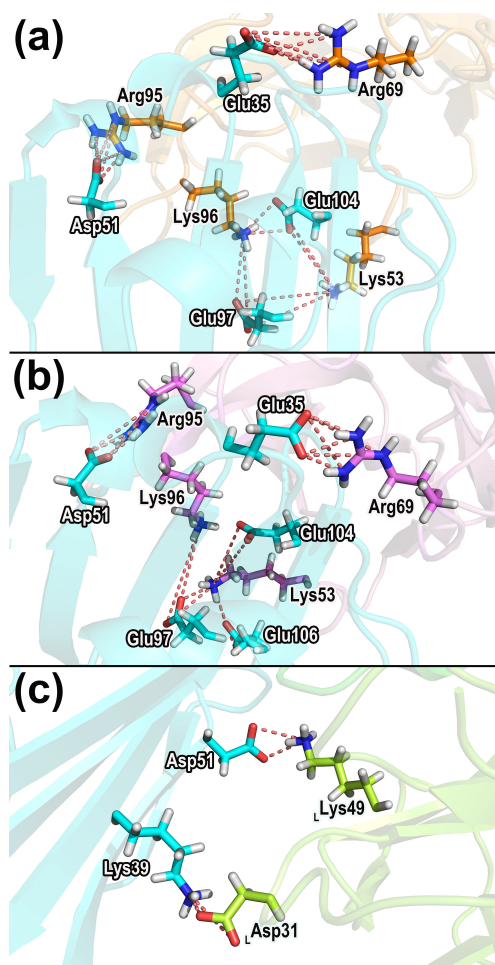 (a)
Glu35
Arg69
Arg95
Asp51
Lys96
Glu104
Lys53
Glu97
(b)
Glu35
Arg95
Arg69
Lys96
Asp51
Glu104
Lys53
Glu97
Glu106
(c)
Asp51
LLys49
Lys39
LAsp31